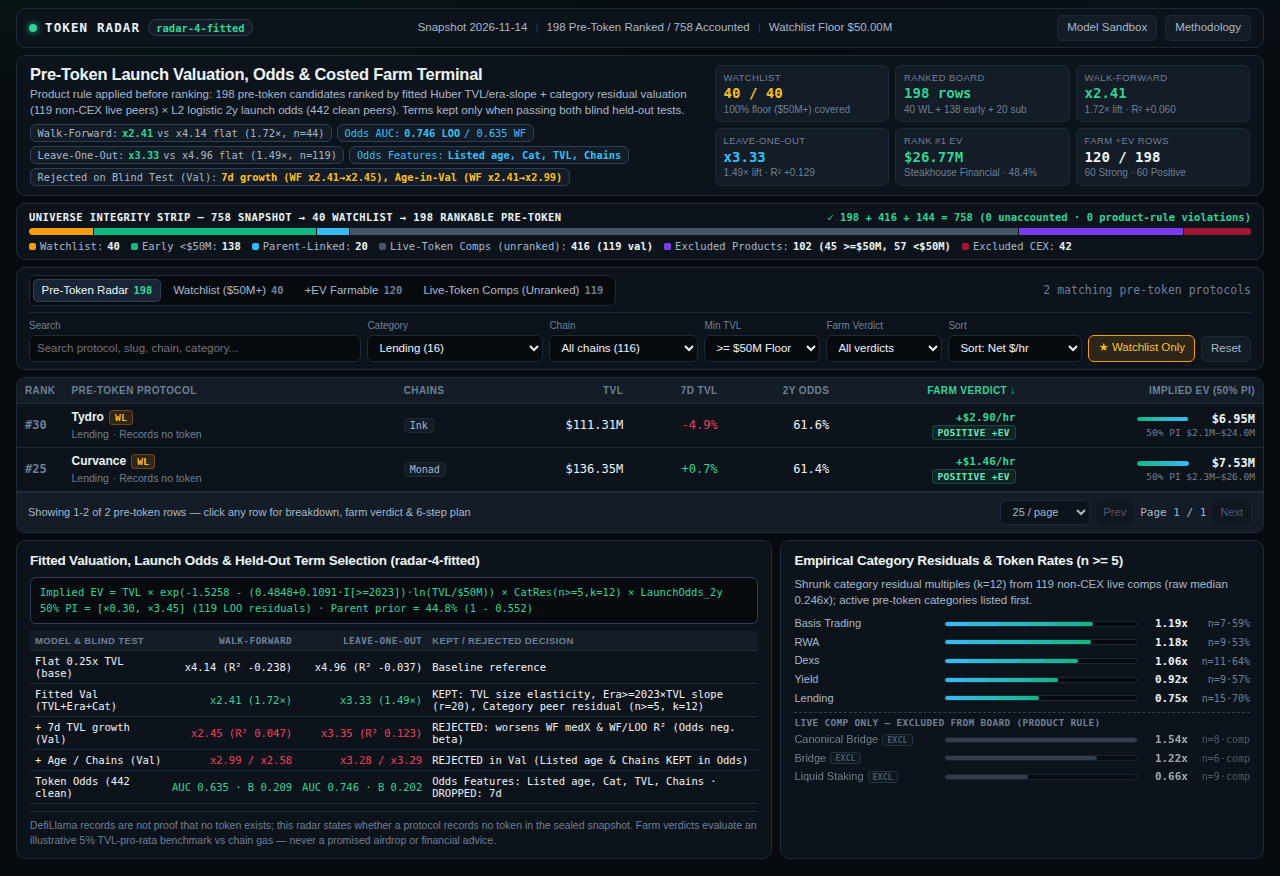 TOKEN RADAR radar-4-fitted
Snapshot 2026-11-14 | 198 Pre-Token Ranked / 758 Accounted | Watchlist Floor $50.00M
Model Sandbox Methodology
Pre-Token Launch Valuation, Odds & Costed Farm Terminal
Product rule applied before ranking: 198 pre-token candidates ranked by fitted Huber TVL/era-slope + category residual valuation
(119 non-CEX live peers) × L2 logistic 2y launch odds (442 clean peers). Terms kept only when passing both blind held-out tests.
Walk-Forward: x2.41 vs x4.14 flat (1.72×, n=44) Odds AUC: 0.746 LOO / 0.635 WF
Leave-One-Out: x3.33 vs x4.96 flat (1.49×, n=119) Odds Features: Listed age, Cat, TVL, Chains
Rejected on Blind Test (Val): 7d growth (WF x2.41→x2.45), Age-in-Val (WF x2.41→x2.99)
WATCHLIST
40 / 40
100% floor ($50M+) covered
RANKED BOARD
198 rows
40 WL + 138 early + 20 sub
WALK-FORWARD
x2.41
1.72× lift · R² +0.060
LEAVE-ONE-OUT
x3.33
1.49× lift · R² +0.129
RANK #1 EV
$26.77M
Steakhouse Financial · 48.4%
FARM +EV ROWS
120 / 198
60 Strong · 60 Positive
UNIVERSE INTEGRITY STRIP — 758 SNAPSHOT → 40 WATCHLIST → 198 RANKABLE PRE-TOKEN
✓ 198 + 416 + 144 = 758 (0 unaccounted · 0 product-rule violations)
Watchlist: 40 Early <$50M: 138 Parent-Linked: 20 Live-Token Comps (unranked): 416 (119 val) Excluded Products: 102 (45 >=$50M, 57 <$50M) Excluded CEX: 42
Pre-Token Radar 198 Watchlist ($50M+) 40 +EV Farmable 120 Live-Token Comps (Unranked) 119
2 matching pre-token protocols
Search Category Chain Min TVL Farm Verdict Sort
Search protocol, slug, chain, category... Lending (16) All chains (116) >= $50M Floor All verdicts Sort: Net $/hr ★ Watchlist Only Reset
RANK PRE-TOKEN PROTOCOL CHAINS TVL 7D TVL 2Y ODDS FARM VERDICT ↓ IMPLIED EV (50% PI)
#30 Tydro WL Ink $111.31M -4.9% 61.6% +$2.90/hr $6.95M
Lending · Records no token POSITIVE +EV 50% PI $2.1M–$24.0M
#25 Curvance WL Monad $136.35M +0.7% 61.4% +$1.46/hr $7.53M
Lending · Records no token POSITIVE +EV 50% PI $2.3M–$26.0M
Showing 1-2 of 2 pre-token rows — click any row for breakdown, farm verdict & 6-step plan
25 / page Prev Page 1 / 1 Next
Fitted Valuation, Launch Odds & Held-Out Term Selection (radar-4-fitted)
Implied EV = TVL × exp(-1.5258 - (0.4848+0.1091·I[>=2023])·ln(TVL/$50M)) × CatRes(n>=5,k=12) × LaunchOdds_2y
50% PI = [×0.30, ×3.45] (119 LOO residuals) · Parent prior = 44.8% (1 - 0.552)
MODEL & BLIND TEST WALK-FORWARD LEAVE-ONE-OUT KEPT / REJECTED DECISION
Flat 0.25x TVL (base) x4.14 (R² -0.238) x4.96 (R² -0.037) Baseline reference
Fitted Val (TVL+Era+Cat) x2.41 (1.72×) x3.33 (1.49×) KEPT: TVL size elasticity, Era>=2023×TVL slope (r=20), Category peer residual (n>=5, k=12)
+ 7d TVL growth (Val) x2.45 (R² 0.047) x3.35 (R² 0.123) REJECTED: worsens WF medX & WF/LOO R² (Odds neg. beta)
+ Age / Chains (Val) x2.99 / x2.58 x3.28 / x3.29 REJECTED in Val (Listed age & Chains KEPT in Odds)
Token Odds (442 clean) AUC 0.635 · B 0.209 AUC 0.746 · B 0.202 Odds Features: Listed age, Cat, TVL, Chains · DROPPED: 7d
DefiLlama records are not proof that no token exists; this radar states whether a protocol records no token in the sealed snapshot. Farm verdicts evaluate an
illustrative 5% TVL-pro-rata benchmark vs chain gas — never a promised airdrop or financial advice.
Empirical Category Residuals & Token Rates (n >= 5)
Shrunk category residual multiples (k=12) from 119 non-CEX live comps (raw median
0.246x); active pre-token categories listed first.
Basis Trading 1.19x n=7·59%
RWA 1.18x n=9·53%
Dexs 1.06x n=11·64%
Yield 0.92x n=9·57%
Lending 0.75x n=15·70%
LIVE COMP ONLY — EXCLUDED FROM BOARD (PRODUCT RULE)
Canonical Bridge EXCL 1.54x n=8·comp
Bridge EXCL 1.22x n=6·comp
Liquid Staking EXCL 0.66x n=9·comp